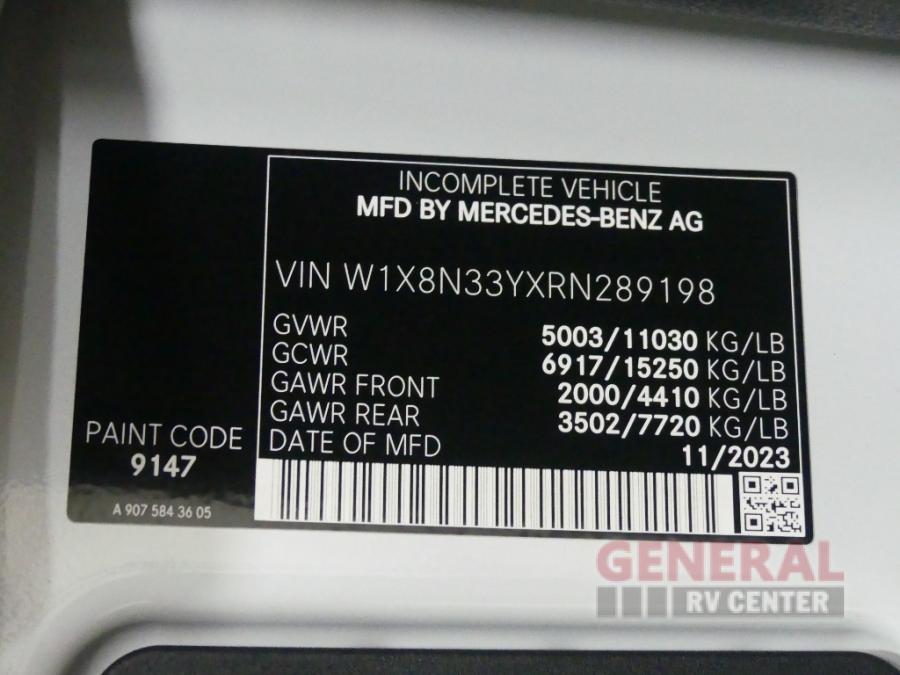 INCOMPLETE VEHICLE
MFD BY MERCEDES-BENZ AG
VIN W1X8N33YXRN289198
GVWR 5003/11030 KG/LB
GCWR 6917/15250 KG/LB
GAWR FRONT 2000/4410 KG/LB
GAWR REAR 3502/7720 KG/LB
DATE OF MFD 11/2023
PAINT CODE
9147
A 907 584 36 05
GENERAL
RV CENTER